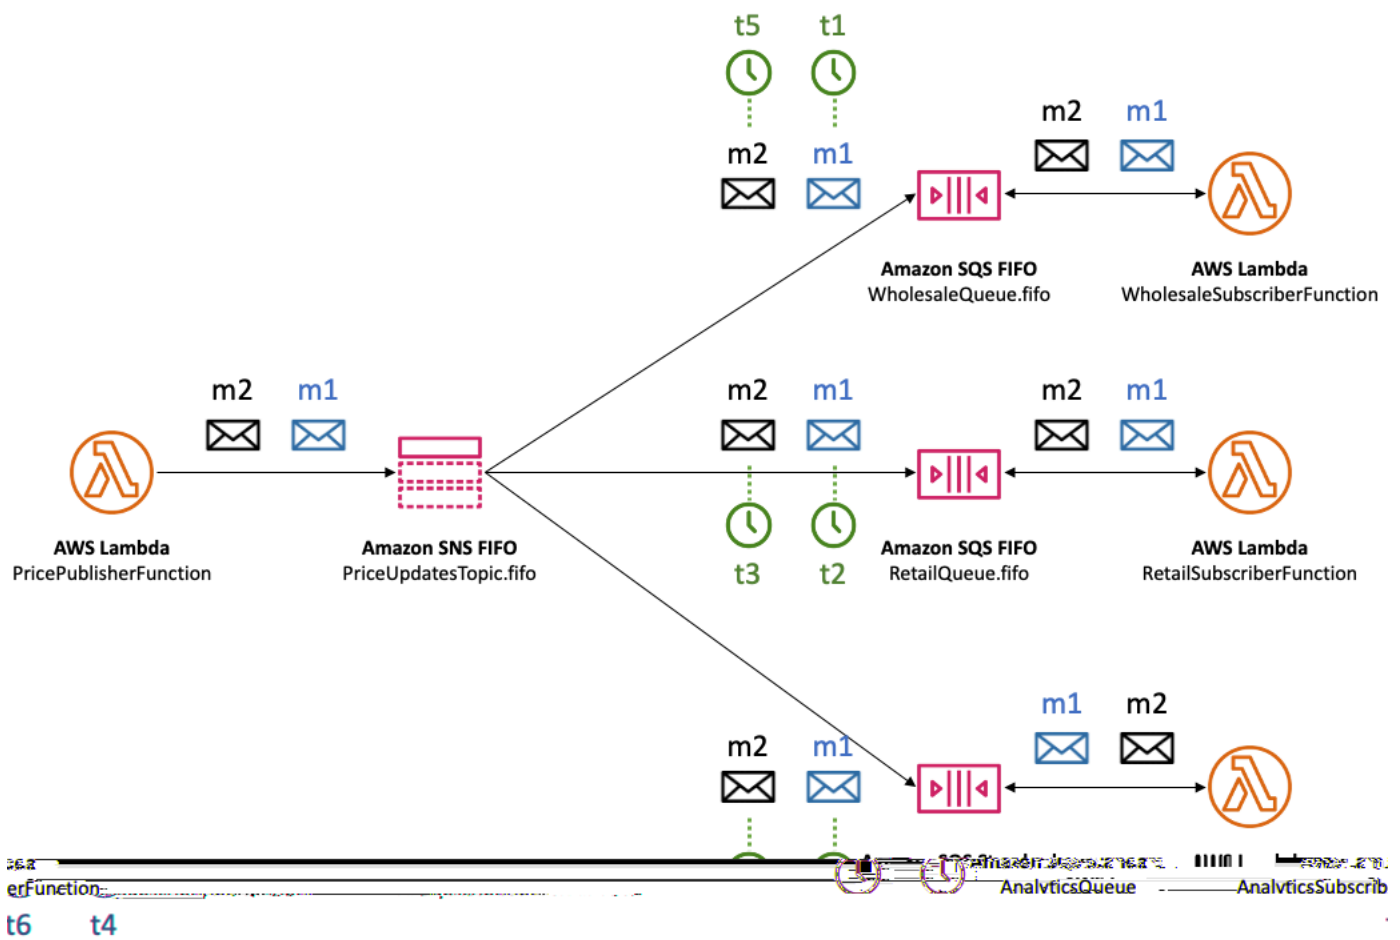 t5 t1
m2 m1
m2 m1
Amazon SQS FIFO
WholesaleQueue.fifo
AWS Lambda
WholesaleSubscriberFunction
m2 m1
m2 m1
m2 m1
AWS Lambda
PricePublisherFunction
Amazon SNS FIFO
PriceUpdatesTopic.fifo
t3 t2
Amazon SQS FIFO
RetailQueue.fifo
AWS Lambda
RetailSubscriberFunction
m1 m2
m2 m1
erFunction
AnalyticsQueue
AnalyticsSubscrib
t6 t4